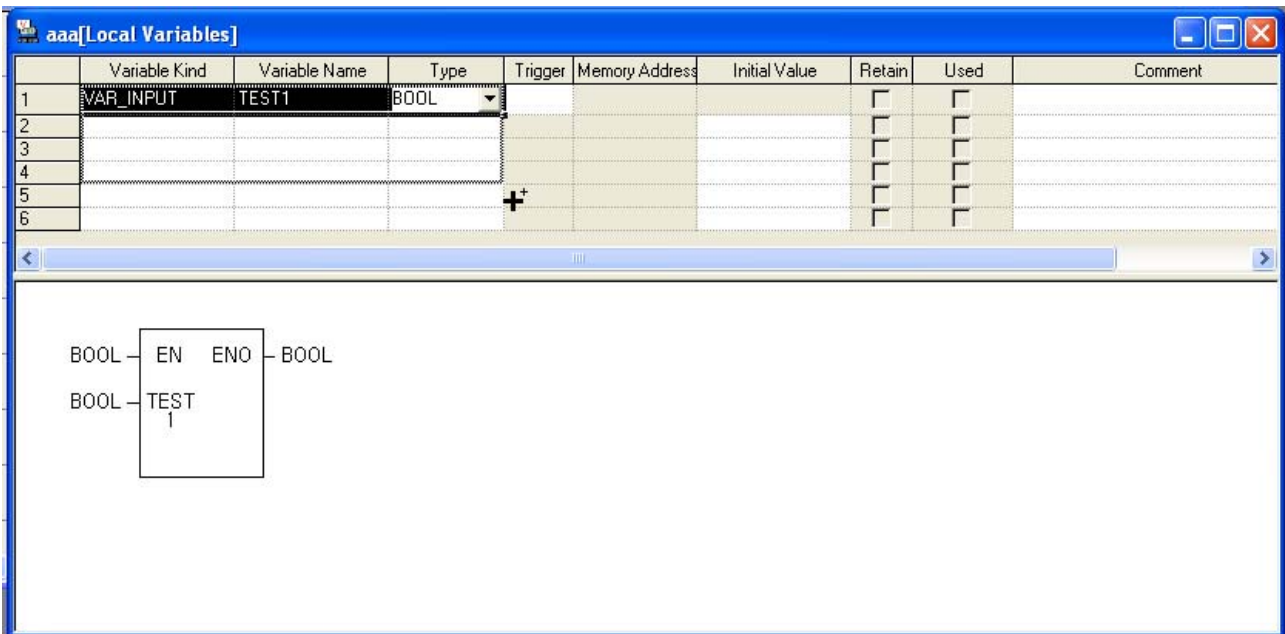 aaa[Local Variables]
Variable Kind Variable Name Type Trigger Memory Address Initial Value Retain Used Comment
1 VAR_INPUT TEST1 BOOL
2
3
4
5
6
BOOL EN ENO BOOL
BOOL TEST
1